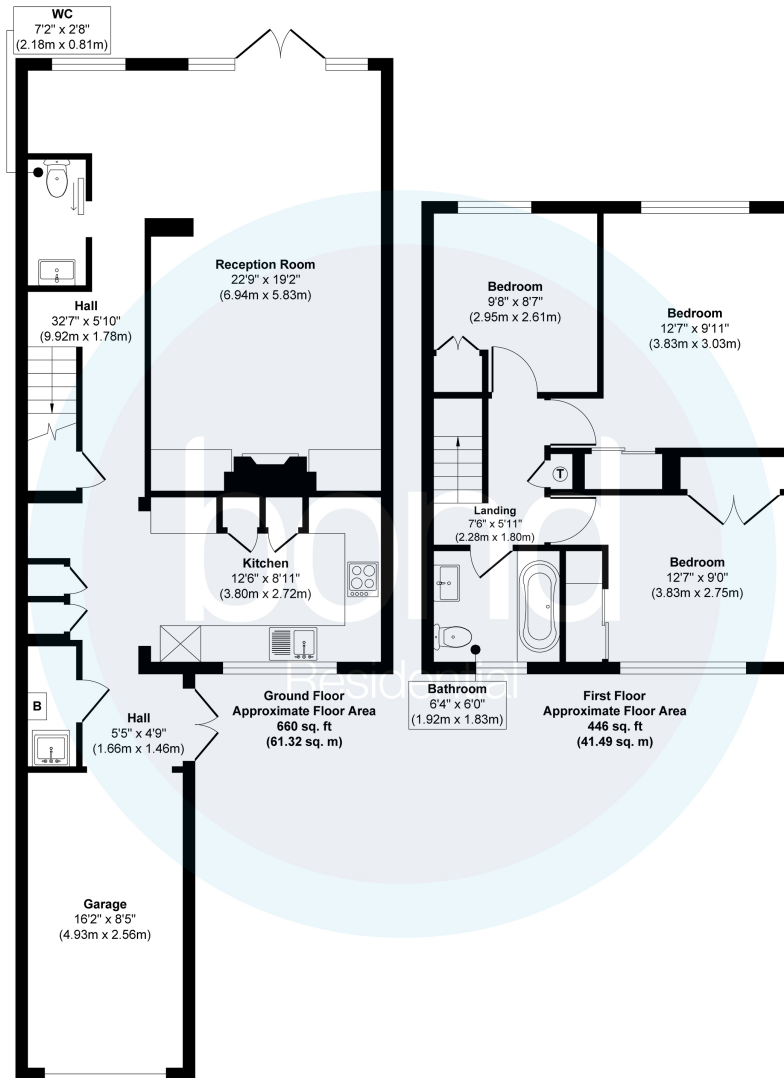 WC
7'2" x 2'8"
(2.18m x 0.81m)
Reception Room
22'9" x 19'2"
(6.94m x 5.83m)
Hall
32'7" x 5'10"
(9.92m x 1.78m)
Bedroom
9'8" x 8'7"
(2.95m x 2.61m)
Bedroom
12'7" x 9'11"
(3.83m x 3.03m)
T
Landing
7'6" x 5'11"
(2.28m x 1.80m)
Kitchen
12'6" x 8'11"
(3.80m x 2.72m)
Bedroom
12'7" x 9'0"
(3.83m x 2.75m)
bond
Residential
B
Hall
5'5" x 4'9"
(1.66m x 1.46m)
Ground Floor
Approximate Floor Area
660 sq. ft
(61.32 sq. m)
Bathroom
6'4" x 6'0"
(1.92m x 1.83m)
First Floor
Approximate Floor Area
446 sq. ft
(41.49 sq. m)
Garage
16'2" x 8'5"
(4.93m x 2.56m)